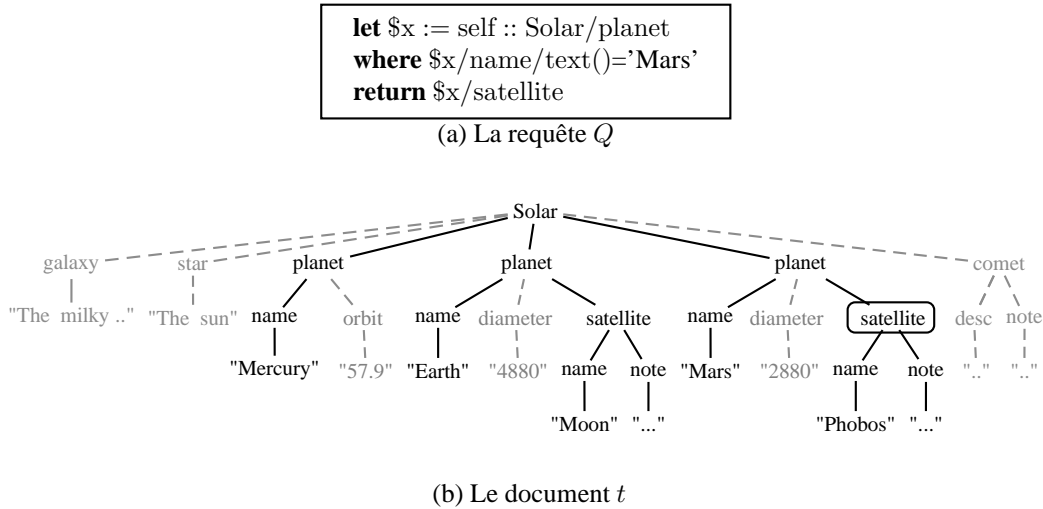 let $x := self :: Solar/planet
where $x/name/text()='Mars'
return $x/satellite
(a) La requête Q
Solar
galaxy star planet planet planet comet
"The milky .." "The sun" name orbit name diameter satellite name diameter satellite desc note
"Mercury" "57.9" "Earth" "4880" name note "Mars" "2880" name note ".." ".."
"Moon" "..." "Phobos" "..."
(b) Le document t